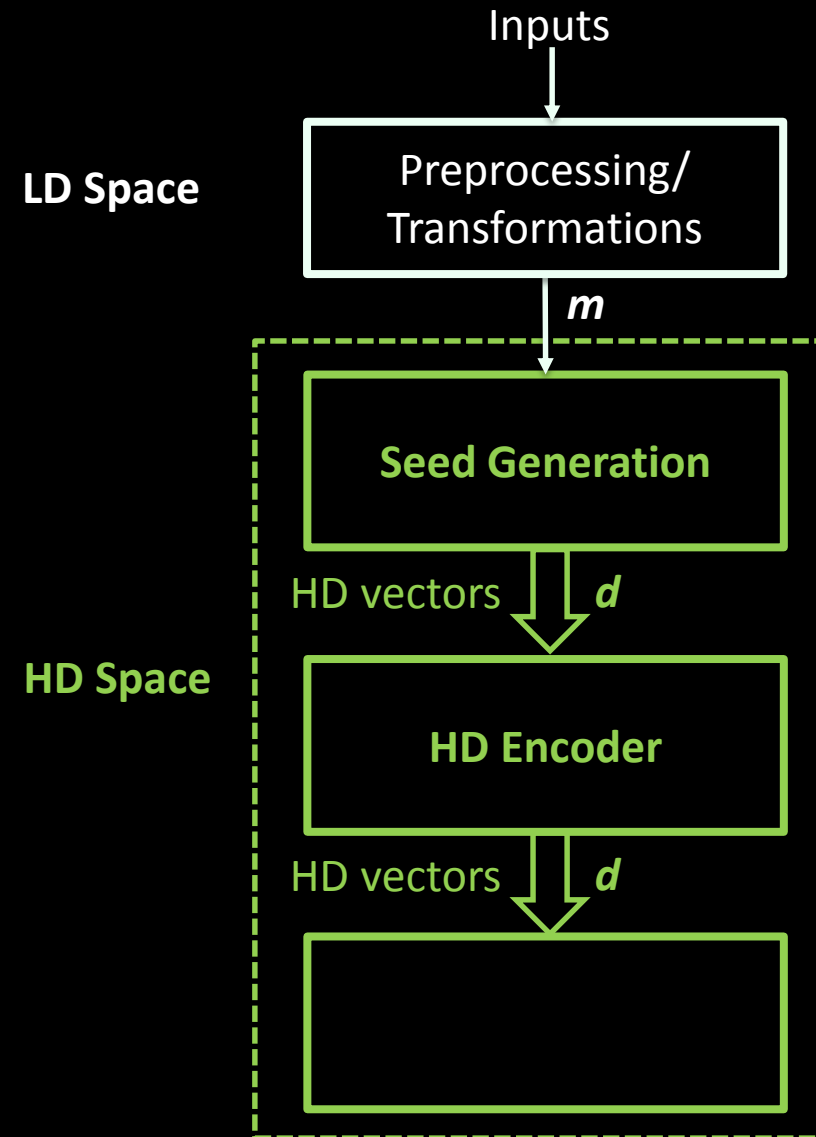 Inputs
LD Space
Preprocessing/
Transformations
m
Seed Generation
HD vectors d
HD Space
HD Encoder
HD vectors d